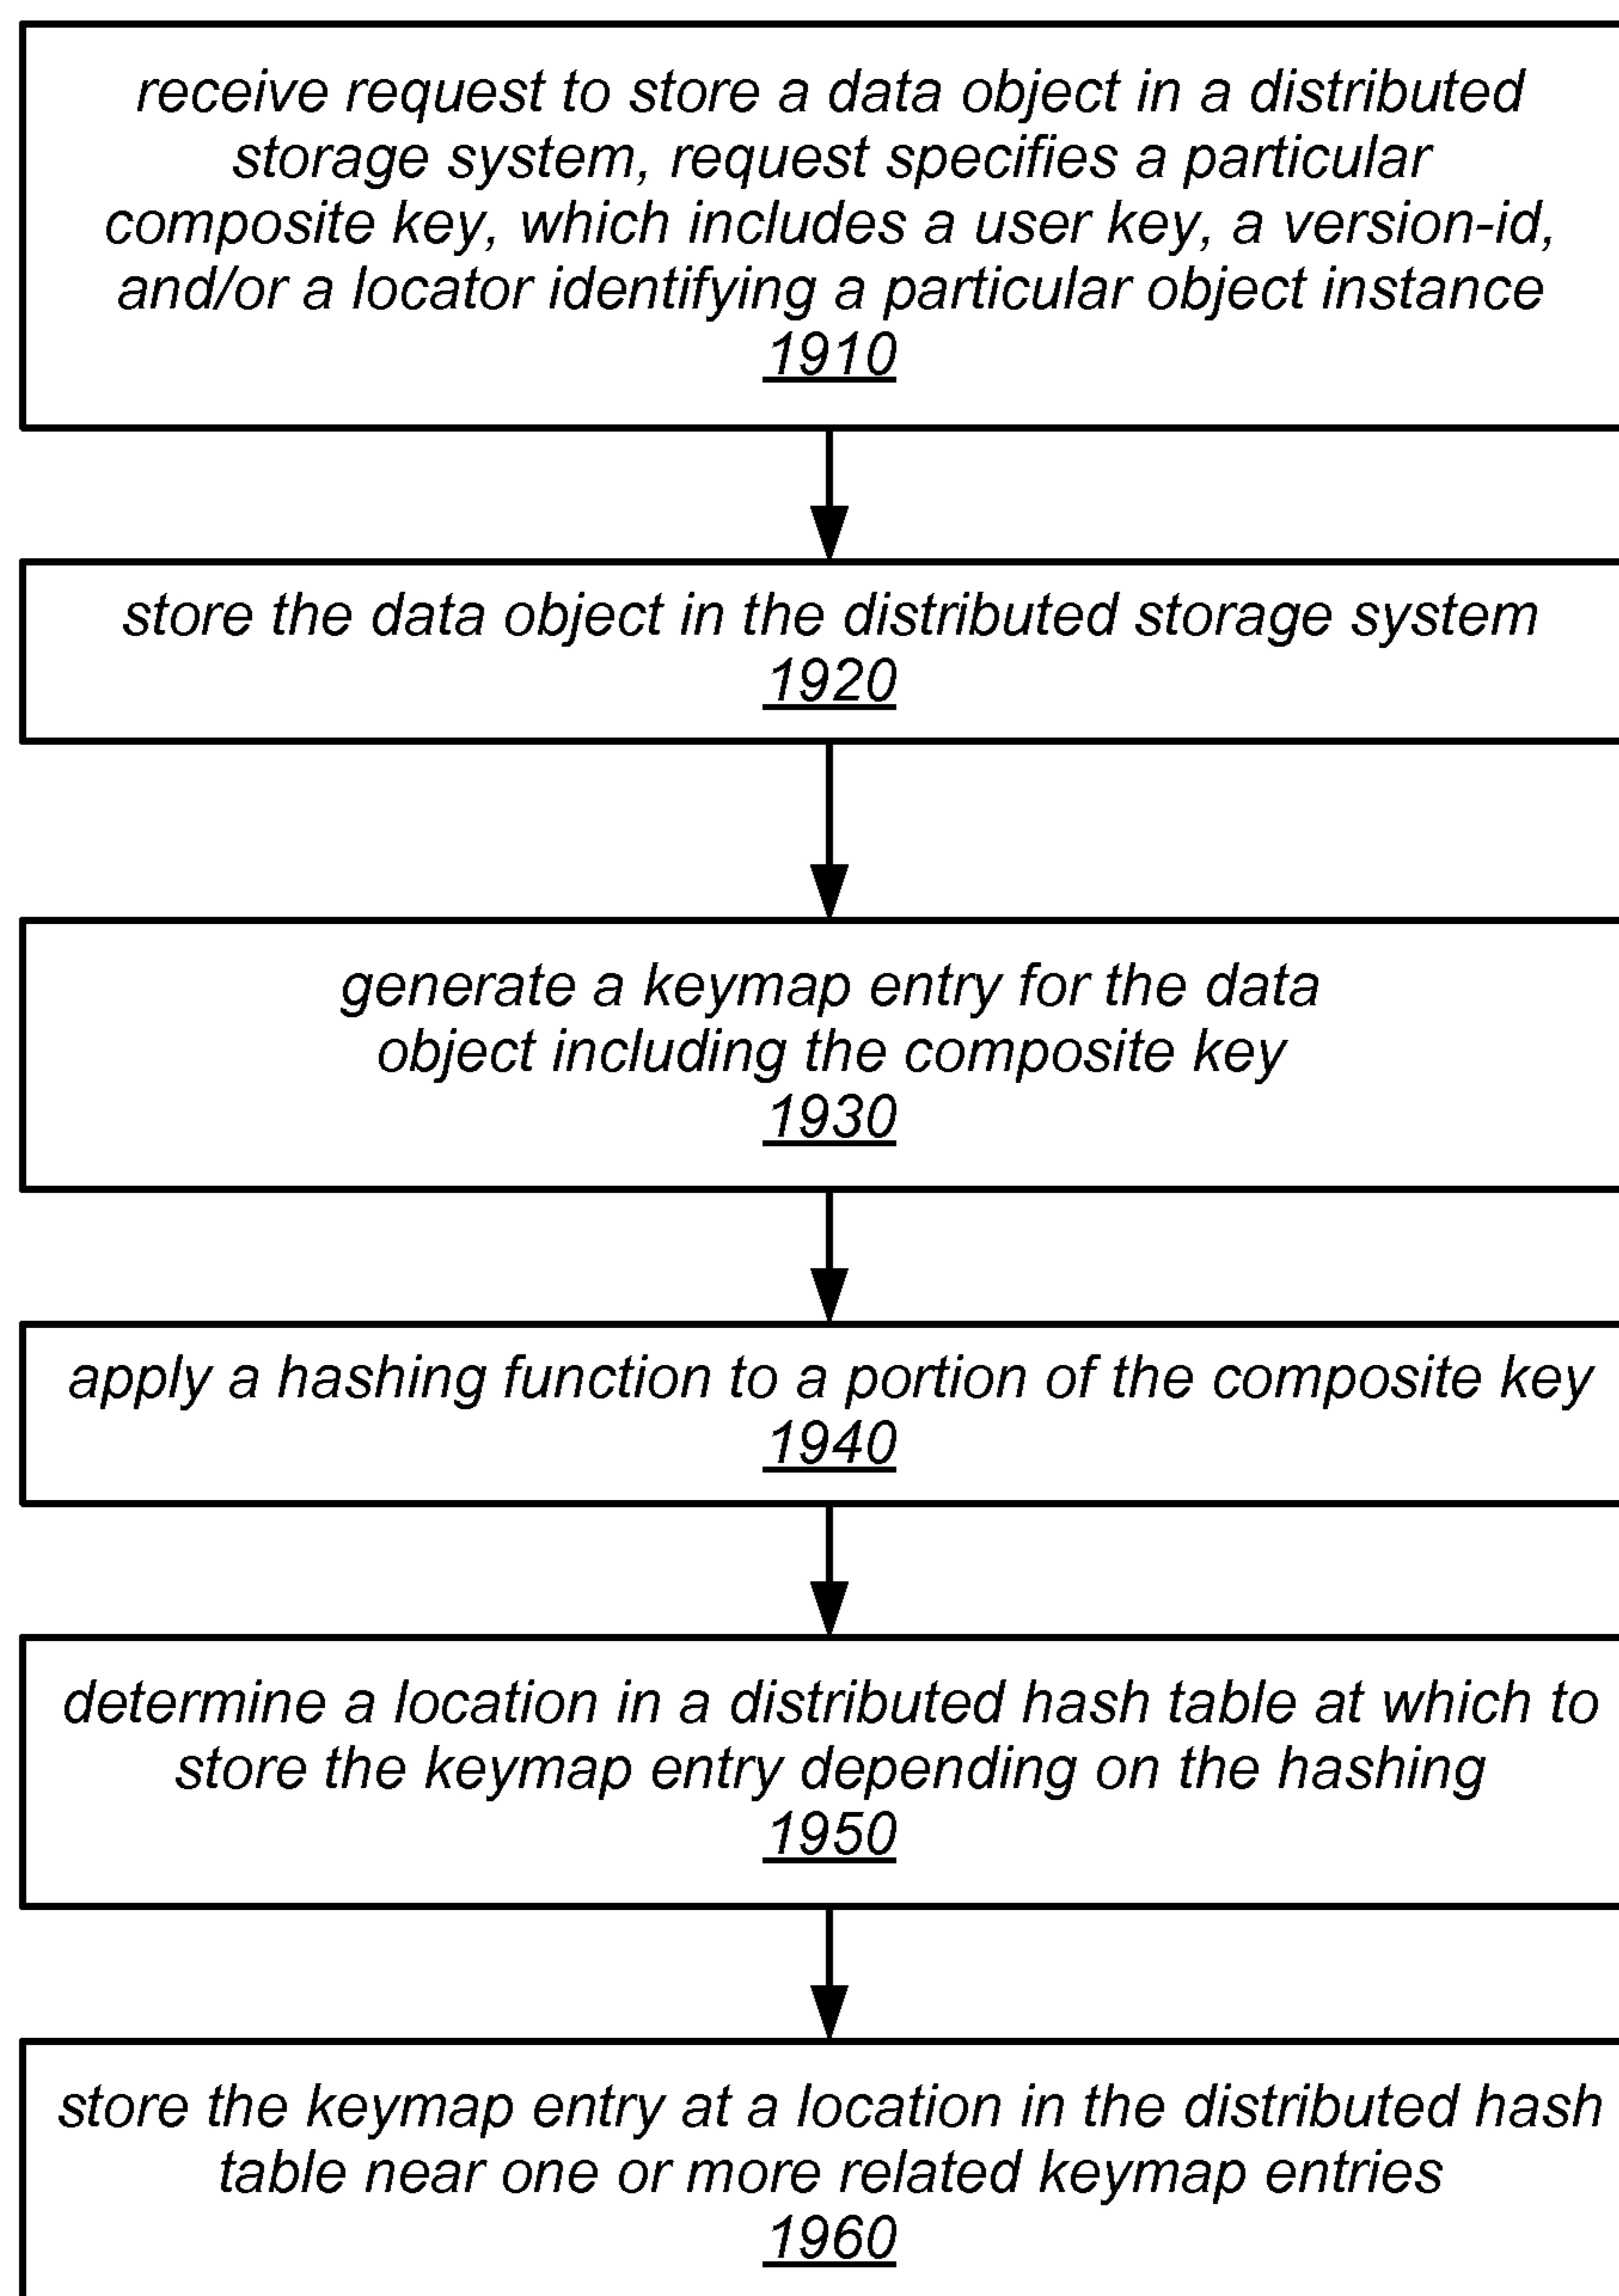 receive request to store a data object in a distributed
storage system, request specifies a particular
composite key, which includes a user key, a version-id,
and/or a locator identifying a particular object instance
1910
store the data object in the distributed storage system
1920
generate a keymap entry for the data
object including the composite key
1930
apply a hashing function to a portion of the composite key
1940
determine a location in a distributed hash table at which to
store the keymap entry depending on the hashing
1950
store the keymap entry at a location in the distributed hash
table near one or more related keymap entries
1960